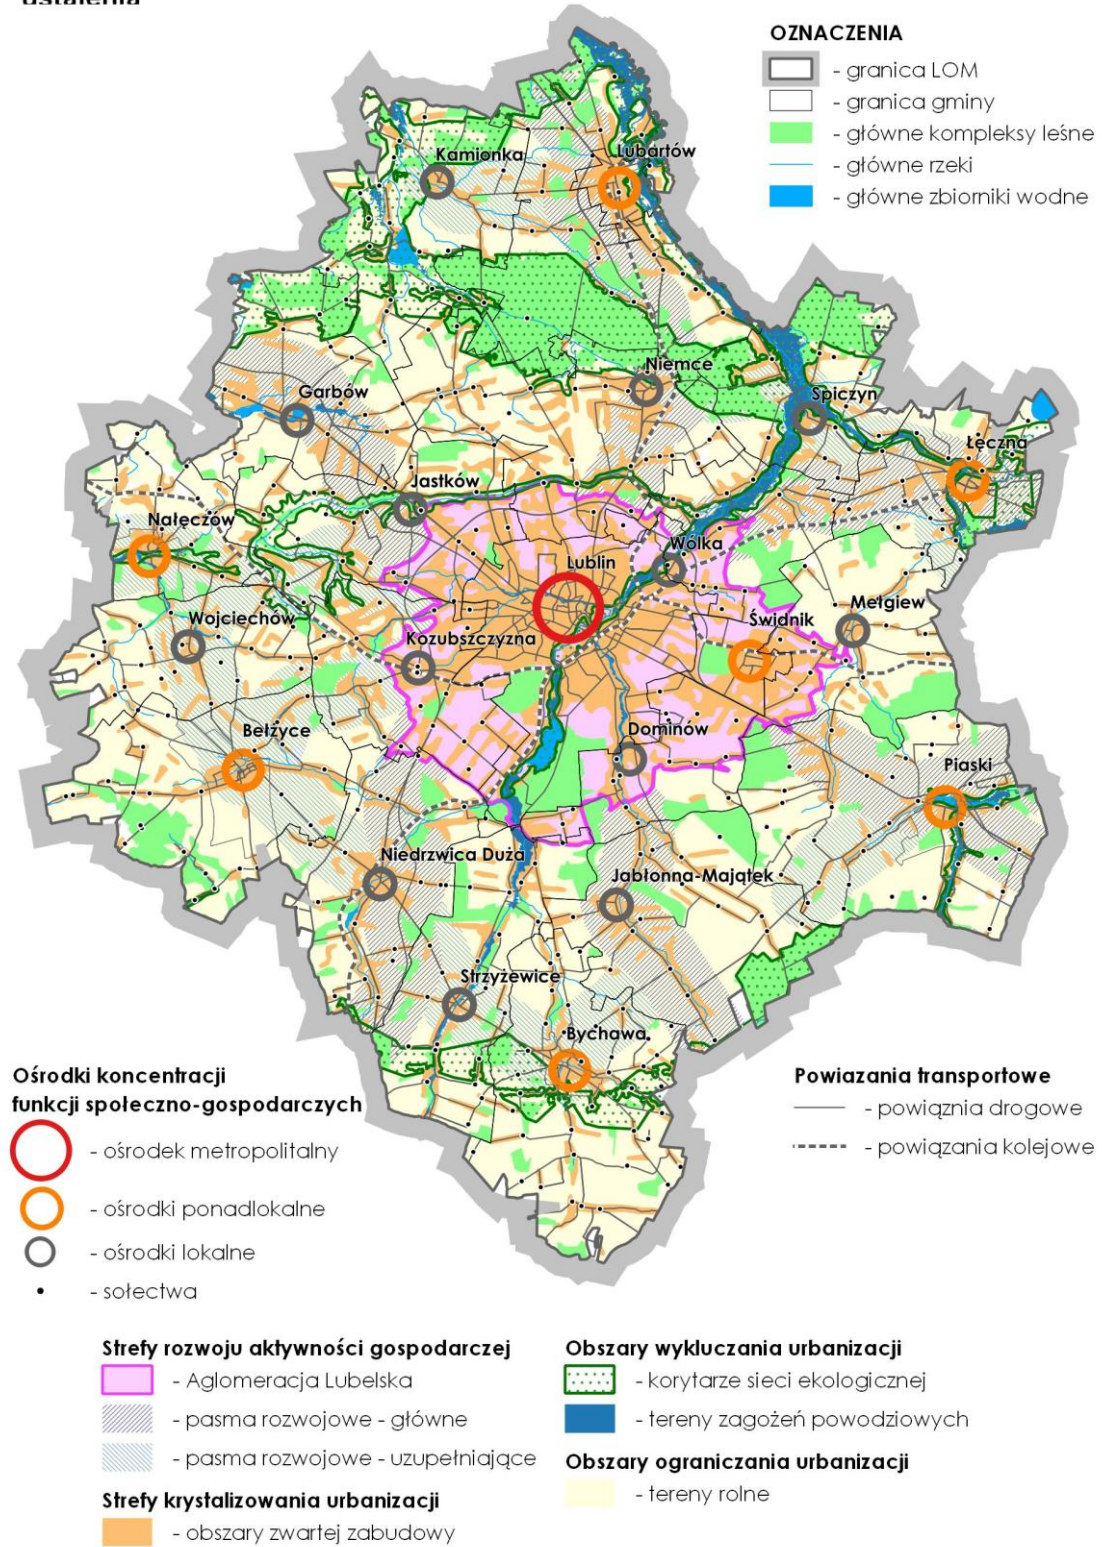 ustalenia
OZNACZENIA
- granica LOM
- granica gminy
- główne kompleksy leśne
- główne rzeki
- główne zbiorniki wodne
Kamionka
Lubartów
Niemce
Garbów
Spiczyn
Łęczna
Jastków
Nałęczów
Wólka
Lublin
Mełgiew
Wojciechów
Świdnik
Kozubszczyzna
Bełżyce
Dominów
Piaski
Niedrzwica Duża
Jabłonna-Majątek
Strzyżewice
Bychawa
Ośrodki koncentracji
funkcji społeczno-gospodarczych
- ośrodek metropolitalny
- ośrodki ponadlokalne
- ośrodki lokalne
- sołectwa
Powiazania transportowe
- powiąznia drogowe
- powiązania kolejowe
Strefy rozwoju aktywności gospodarczej
- Aglomeracja Lubelska
- pasma rozwojowe - główne
- pasma rozwojowe - uzupełniające
Strefy krystalizowania urbanizacji
- obszary zwartej zabudowy
Obszary wykluczania urbanizacji
- korytarze sieci ekologicznej
- tereny zagożeń powodziowych
Obszary ograniczania urbanizacji
- tereny rolne